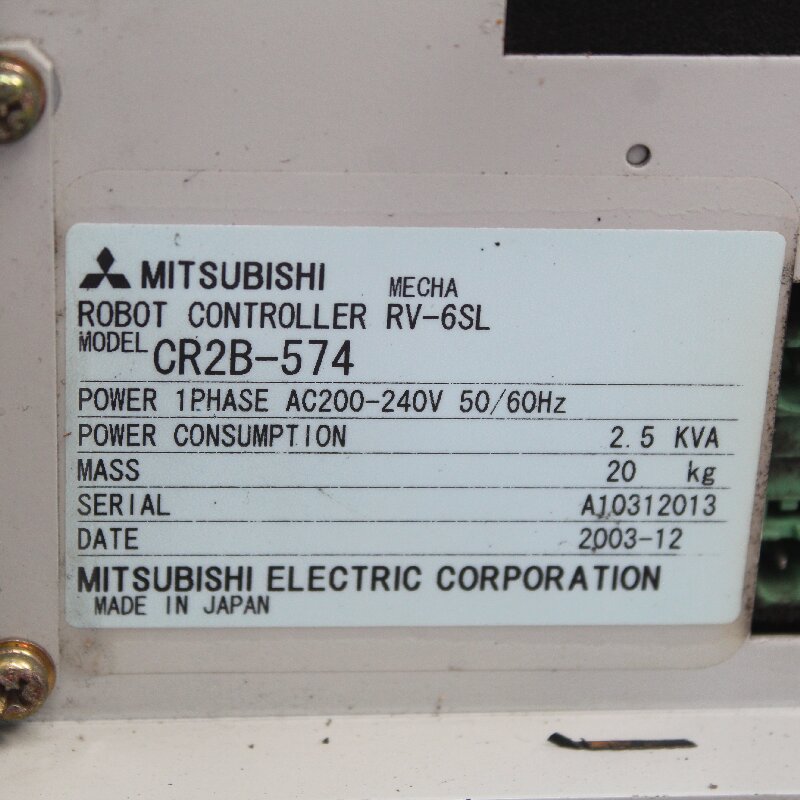 MITSUBISHI MECHA
ROBOT CONTROLLER RV-6SL
MODEL CR2B-574
POWER 1PHASE AC200-240V 50/60Hz
POWER CONSUMPTION 2.5 KVA
MASS 20 kg
SERIAL A10312013
DATE 2003-12
MITSUBISHI ELECTRIC CORPORATION
MADE IN JAPAN